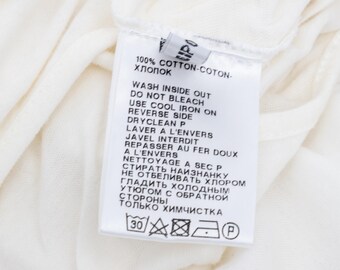 100% COTTON-COTON-
ХЛОПОК
WASH INSIDE OUT
DO NOT BLEACH
USE COOL IRON ON
REVERSE SIDE
DRYCLEAN P
LAVER A L'ENVERS
JAVEL INTERDIT
REPASSER AU FER DOUX
A L'ENVERS
NETTOYAGE A SEC P
СТИРАТЬ НАИЗНАНКУ
НЕ ОТБЕЛИВАТЬ ХЛОРОМ
ГЛАДИТЬ ХОЛОДНЫМ
УТЮГОМ С ОБРАТНОЙ
СТОРОНЫ
ТОЛЬКО ХИМЧИСТКА
30 P